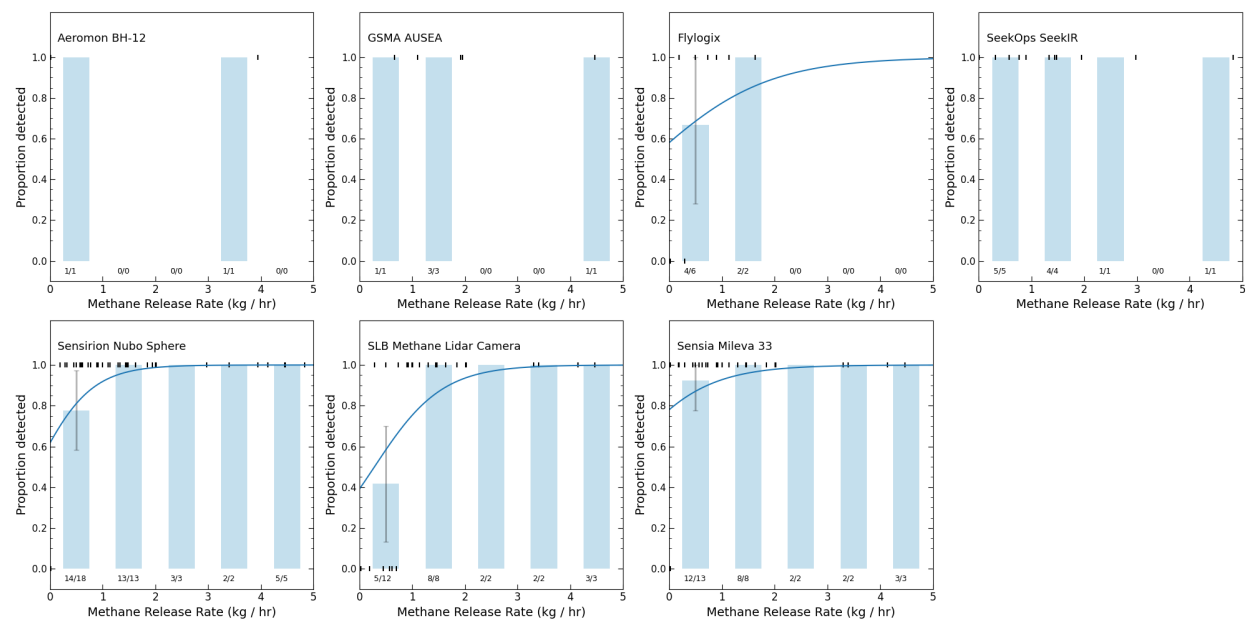 Aeromon BH-12
Proportion detected
1.0
0.8
0.6
0.4
0.2
0.0
1/1 0/0 0/0 1/1 0/0
0 1 2 3 4 5
Methane Release Rate (kg / hr)
GSMA AUSEA
Proportion detected
1.0
0.8
0.6
0.4
0.2
0.0
1/1 3/3 0/0 0/0 1/1
0 1 2 3 4 5
Methane Release Rate (kg / hr)
Flylogix
Proportion detected
1.0
0.8
0.6
0.4
0.2
0.0
4/6 2/2 0/0 0/0 0/0
0 1 2 3 4 5
Methane Release Rate (kg / hr)
SeekOps SeekIR
Proportion detected
1.0
0.8
0.6
0.4
0.2
0.0
5/5 4/4 1/1 0/0 1/1
0 1 2 3 4 5
Methane Release Rate (kg / hr)
Sensirion Nubo Sphere
Proportion detected
1.0
0.8
0.6
0.4
0.2
0.0
14/18 13/13 3/3 2/2 5/5
0 1 2 3 4 5
Methane Release Rate (kg / hr)
SLB Methane Lidar Camera
Proportion detected
1.0
0.8
0.6
0.4
0.2
0.0
5/12 8/8 2/2 2/2 3/3
0 1 2 3 4 5
Methane Release Rate (kg / hr)
Sensia Mileva 33
Proportion detected
1.0
0.8
0.6
0.4
0.2
0.0
12/13 8/8 2/2 2/2 3/3
0 1 2 3 4 5
Methane Release Rate (kg / hr)